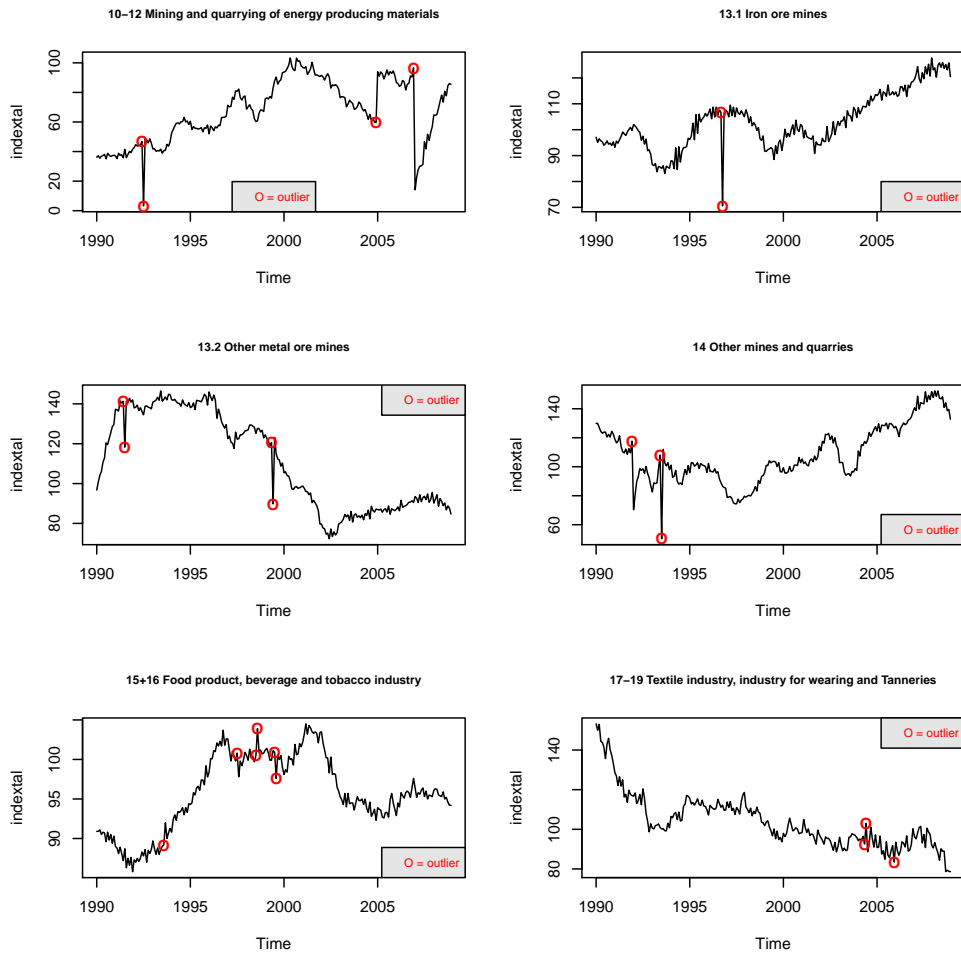 10−12 Mining and quarrying of energy producing materials
indextal
0 20 60 100
O = outlier
1990 1995 2000 2005
Time
13.1 Iron ore mines
indextal
70 90 110
O = outlier
1990 1995 2000 2005
Time
13.2 Other metal ore mines
indextal
80 100 120 140
O = outlier
1990 1995 2000 2005
Time
14 Other mines and quarries
indextal
60 100 140
O = outlier
1990 1995 2000 2005
Time
15+16 Food product, beverage and tobacco industry
indextal
90 95 100
O = outlier
1990 1995 2000 2005
Time
17−19 Textile industry, industry for wearing and Tanneries
indextal
80 100 140
O = outlier
1990 1995 2000 2005
Time